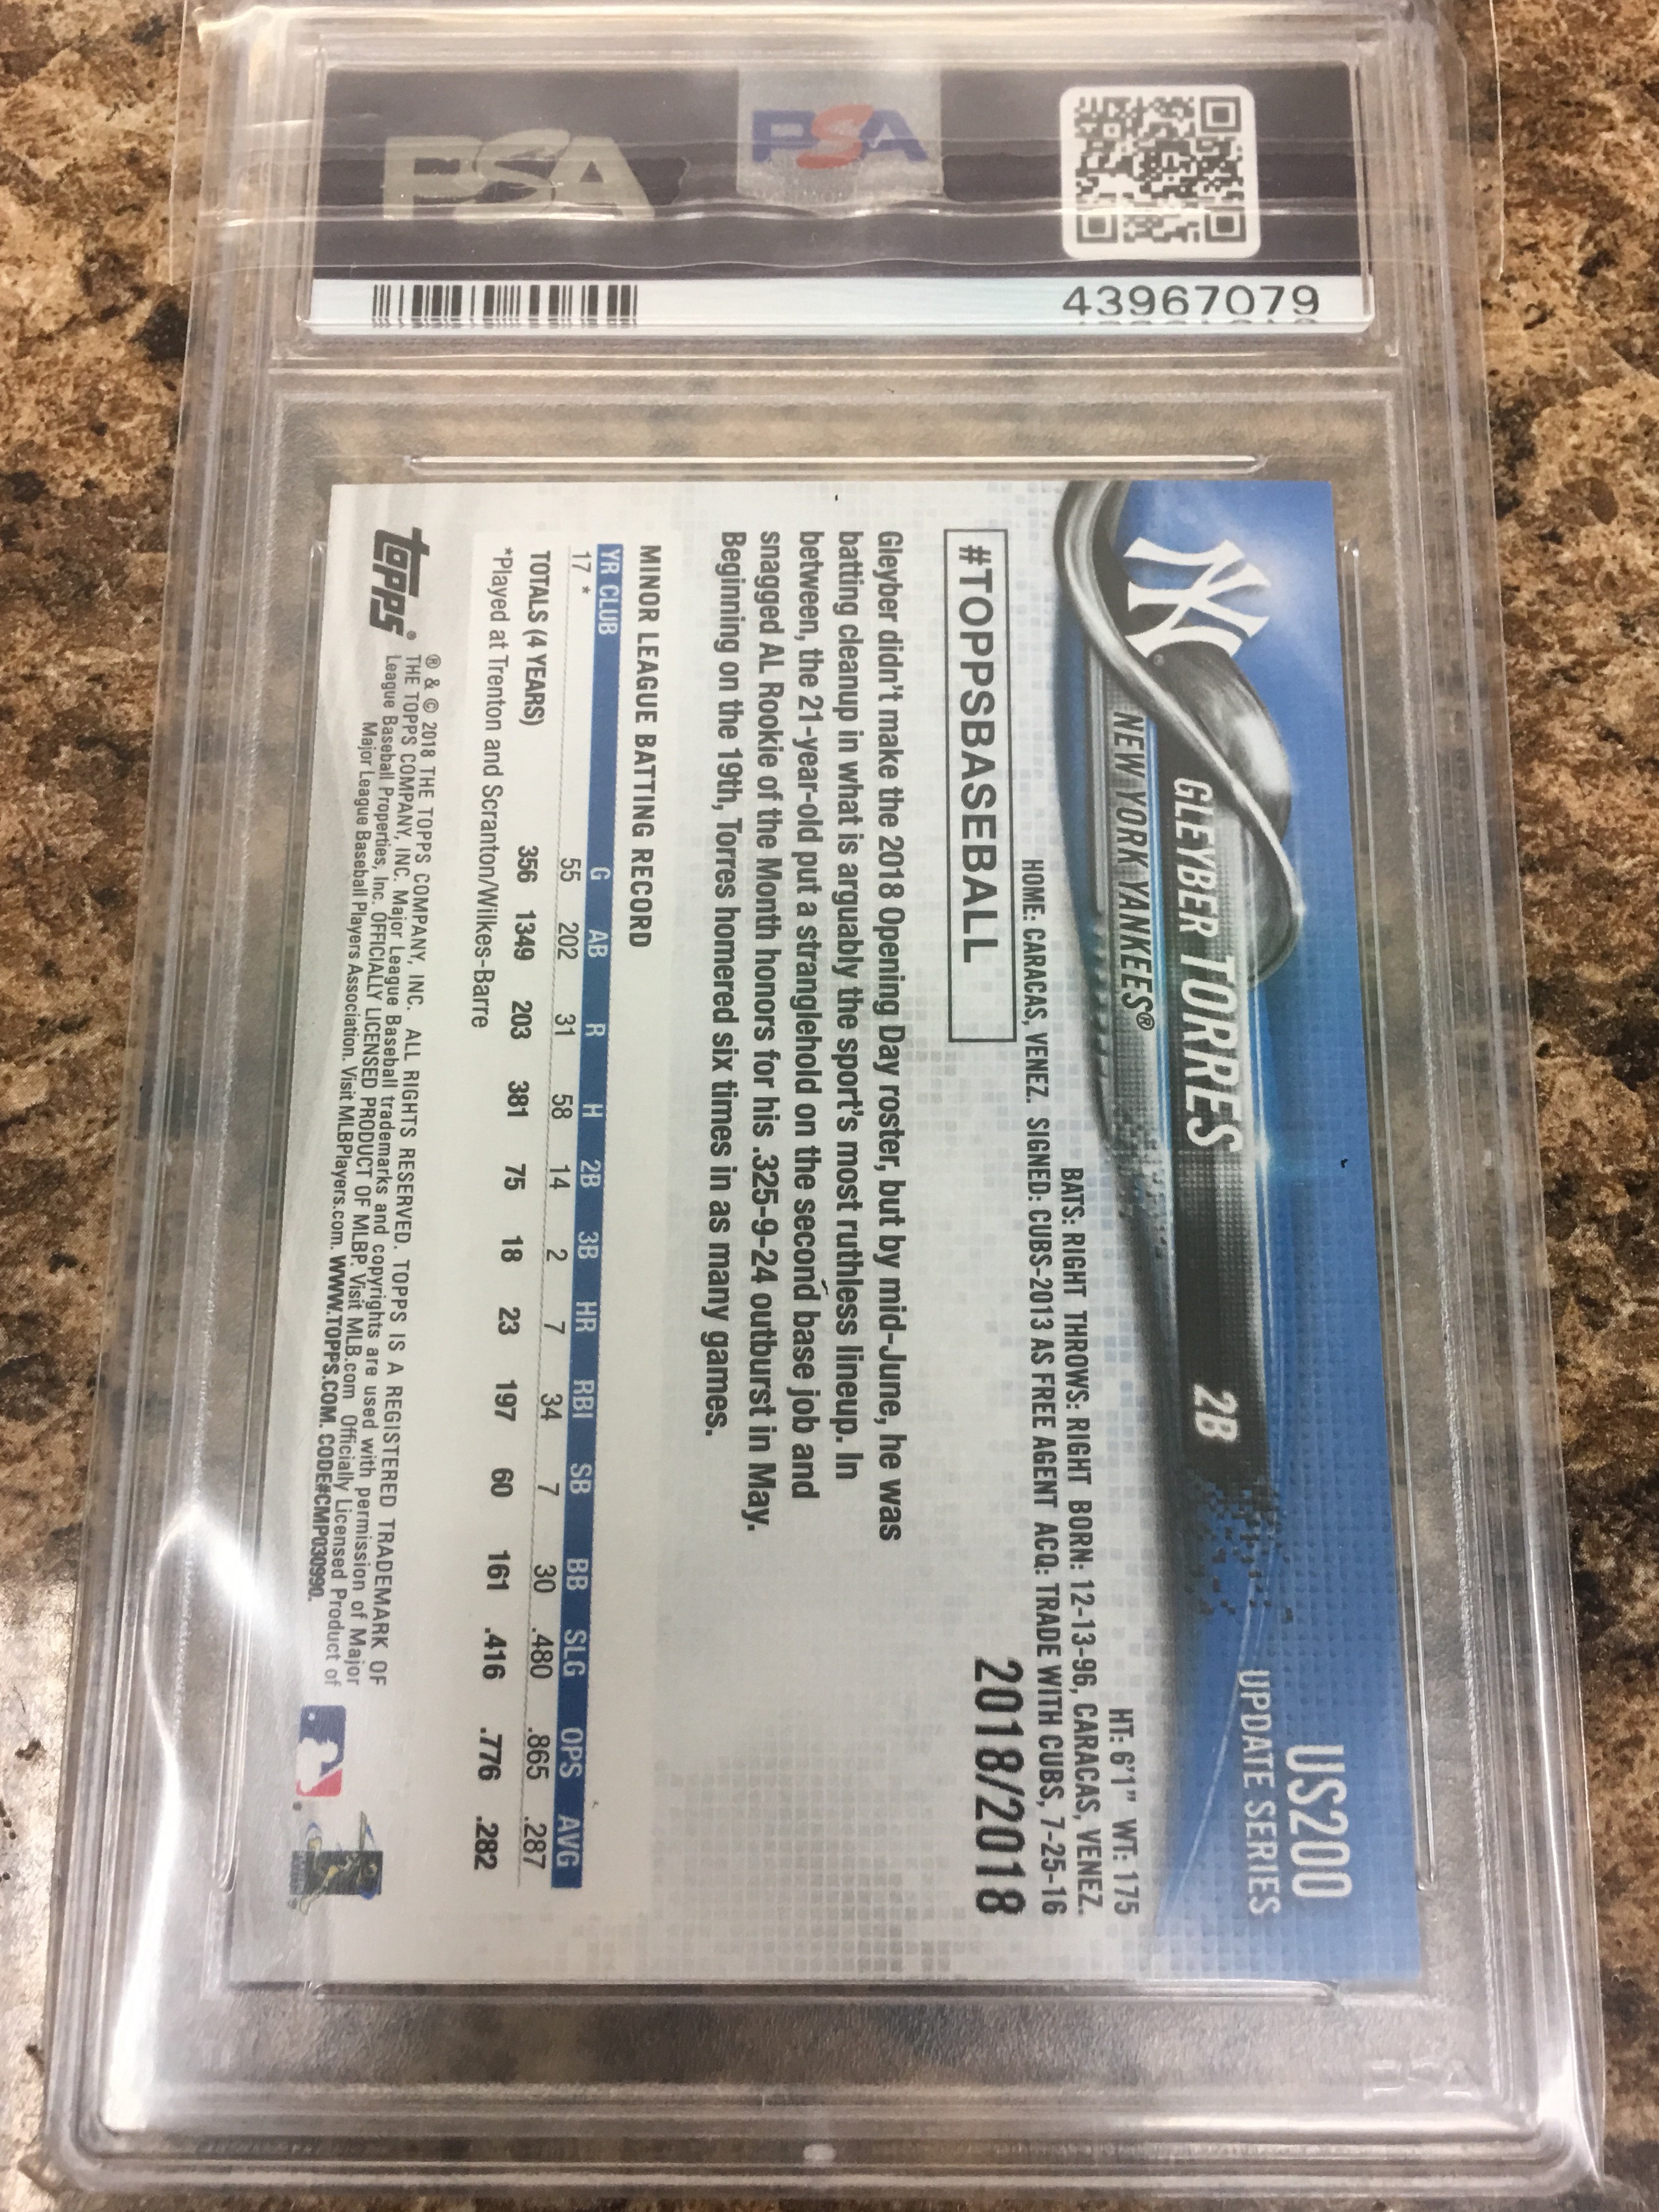 PSA
PSA
43967079
US200
UPDATE SERIES
GLEYBER TORRES 2B
NEW YORK YANKEES®
HT: 6'1" WT: 175
BATS: RIGHT THROWS: RIGHT BORN: 12-13-96, CARACAS, VENEZ.
HOME: CARACAS, VENEZ. SIGNED: CUBS-2013 AS FREE AGENT ACQ: TRADE WITH CUBS, 7-25-16
#TOPPSBASEBALL
2018/2018
Gleyber didn't make the 2018 Opening Day roster, but by mid-June, he was
batting cleanup in what is arguably the sport's most ruthless lineup. In
between, the 21-year-old put a stranglehold on the second base job and
snagged AL Rookie of the Month honors for his .325-9-24 outburst in May.
Beginning on the 19th, Torres homered six times in as many games.
MINOR LEAGUE BATTING RECORD
YR CLUB G AB R H 2B 3B HR RBI SB BB SLG OPS AVG
17 * 55 202 31 58 14 2 7 34 7 30 .480 .865 .287
TOTALS (4 YEARS) 356 1349 203 381 75 18 23 197 60 161 .416 .776 .282
*Played at Trenton and Scranton/Wilkes-Barre
topps®
® & © 2018 THE TOPPS COMPANY, INC. ALL RIGHTS RESERVED. TOPPS IS A REGISTERED TRADEMARK OF
THE TOPPS COMPANY, INC. Major League Baseball trademarks and copyrights are used with permission of Major
League Baseball Properties, Inc. OFFICIALLY LICENSED PRODUCT OF MLBP. Visit MLB.com Officially Licensed Product of
Major League Baseball Players Association. Visit MLBPlayers.com. WWW.TOPPS.COM. CODE#CMP030990.
PSA